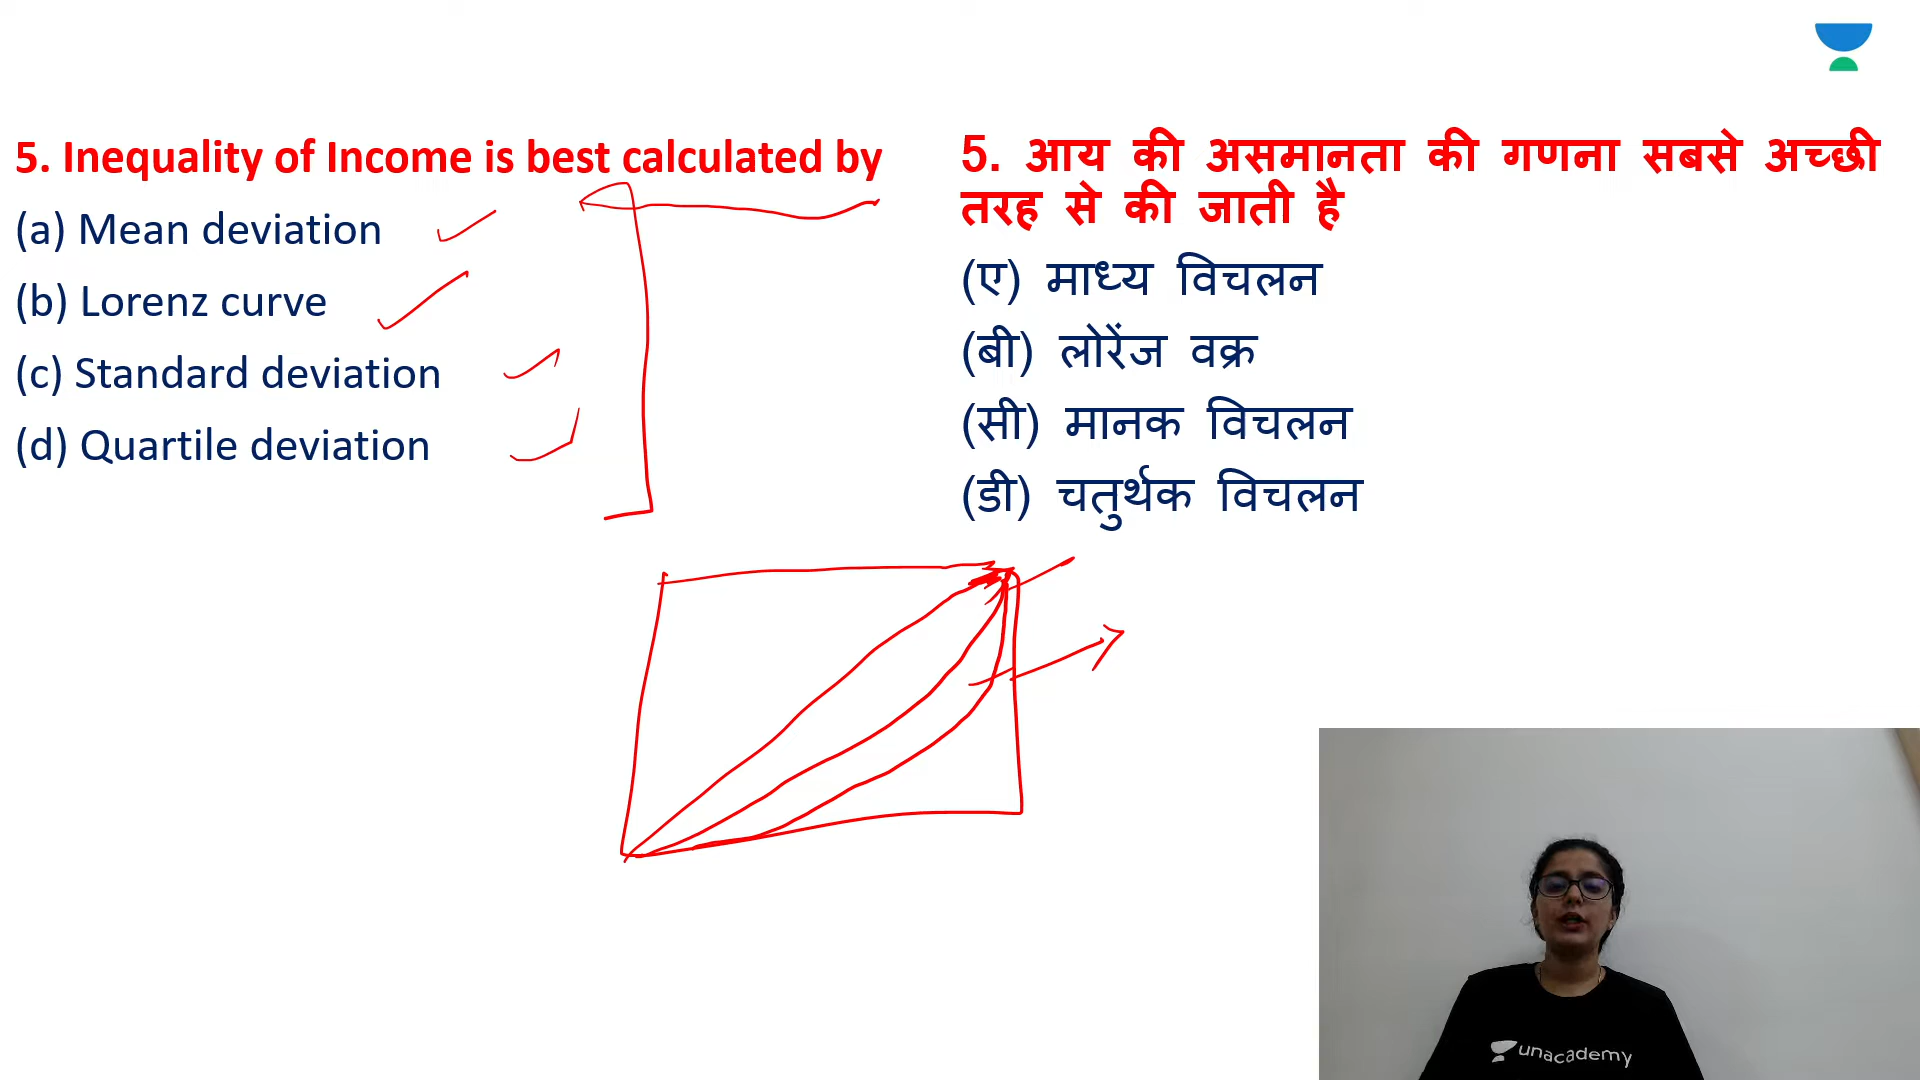 5. Inequality of Income is best calculated by
(a) Mean deviation
(b) Lorenz curve
(c) Standard deviation
(d) Quartile deviation
5. आय की असमानता की गणना सबसे अच्छी
तरह से की जाती है
(ए) माध्य विचलन
(बी) लोरेंज वक्र
(सी) मानक विचलन
(डी) चतुर्थक विचलन
unacademy